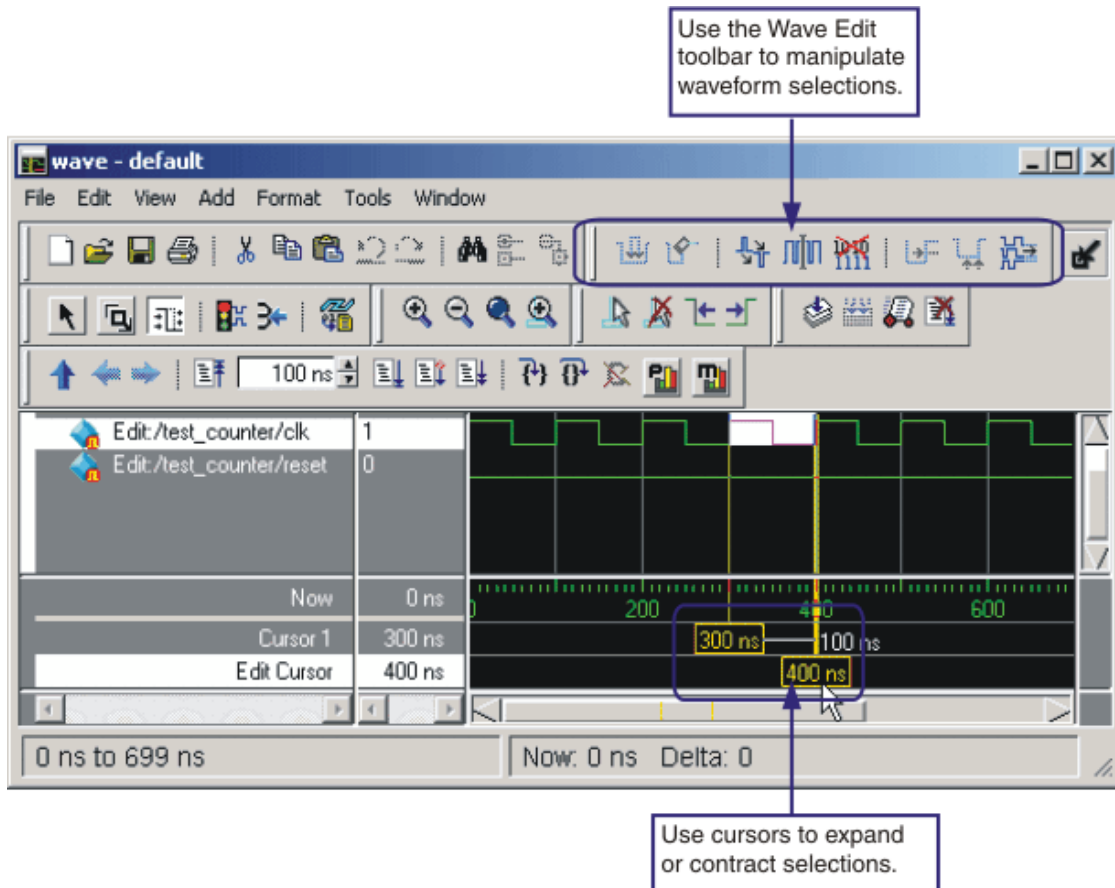 Use the Wave Edit
toolbar to manipulate
waveform selections.
wave - default
File Edit View Add Format Tools Window
100 ns
Edit:/test_counter/clk 1
Edit:/test_counter/reset 0
Now 0 ns
200 400 600
Cursor 1 300 ns
300 ns 100 ns
Edit Cursor 400 ns
400 ns
0 ns to 699 ns
Now: 0 ns Delta: 0
Use cursors to expand
or contract selections.